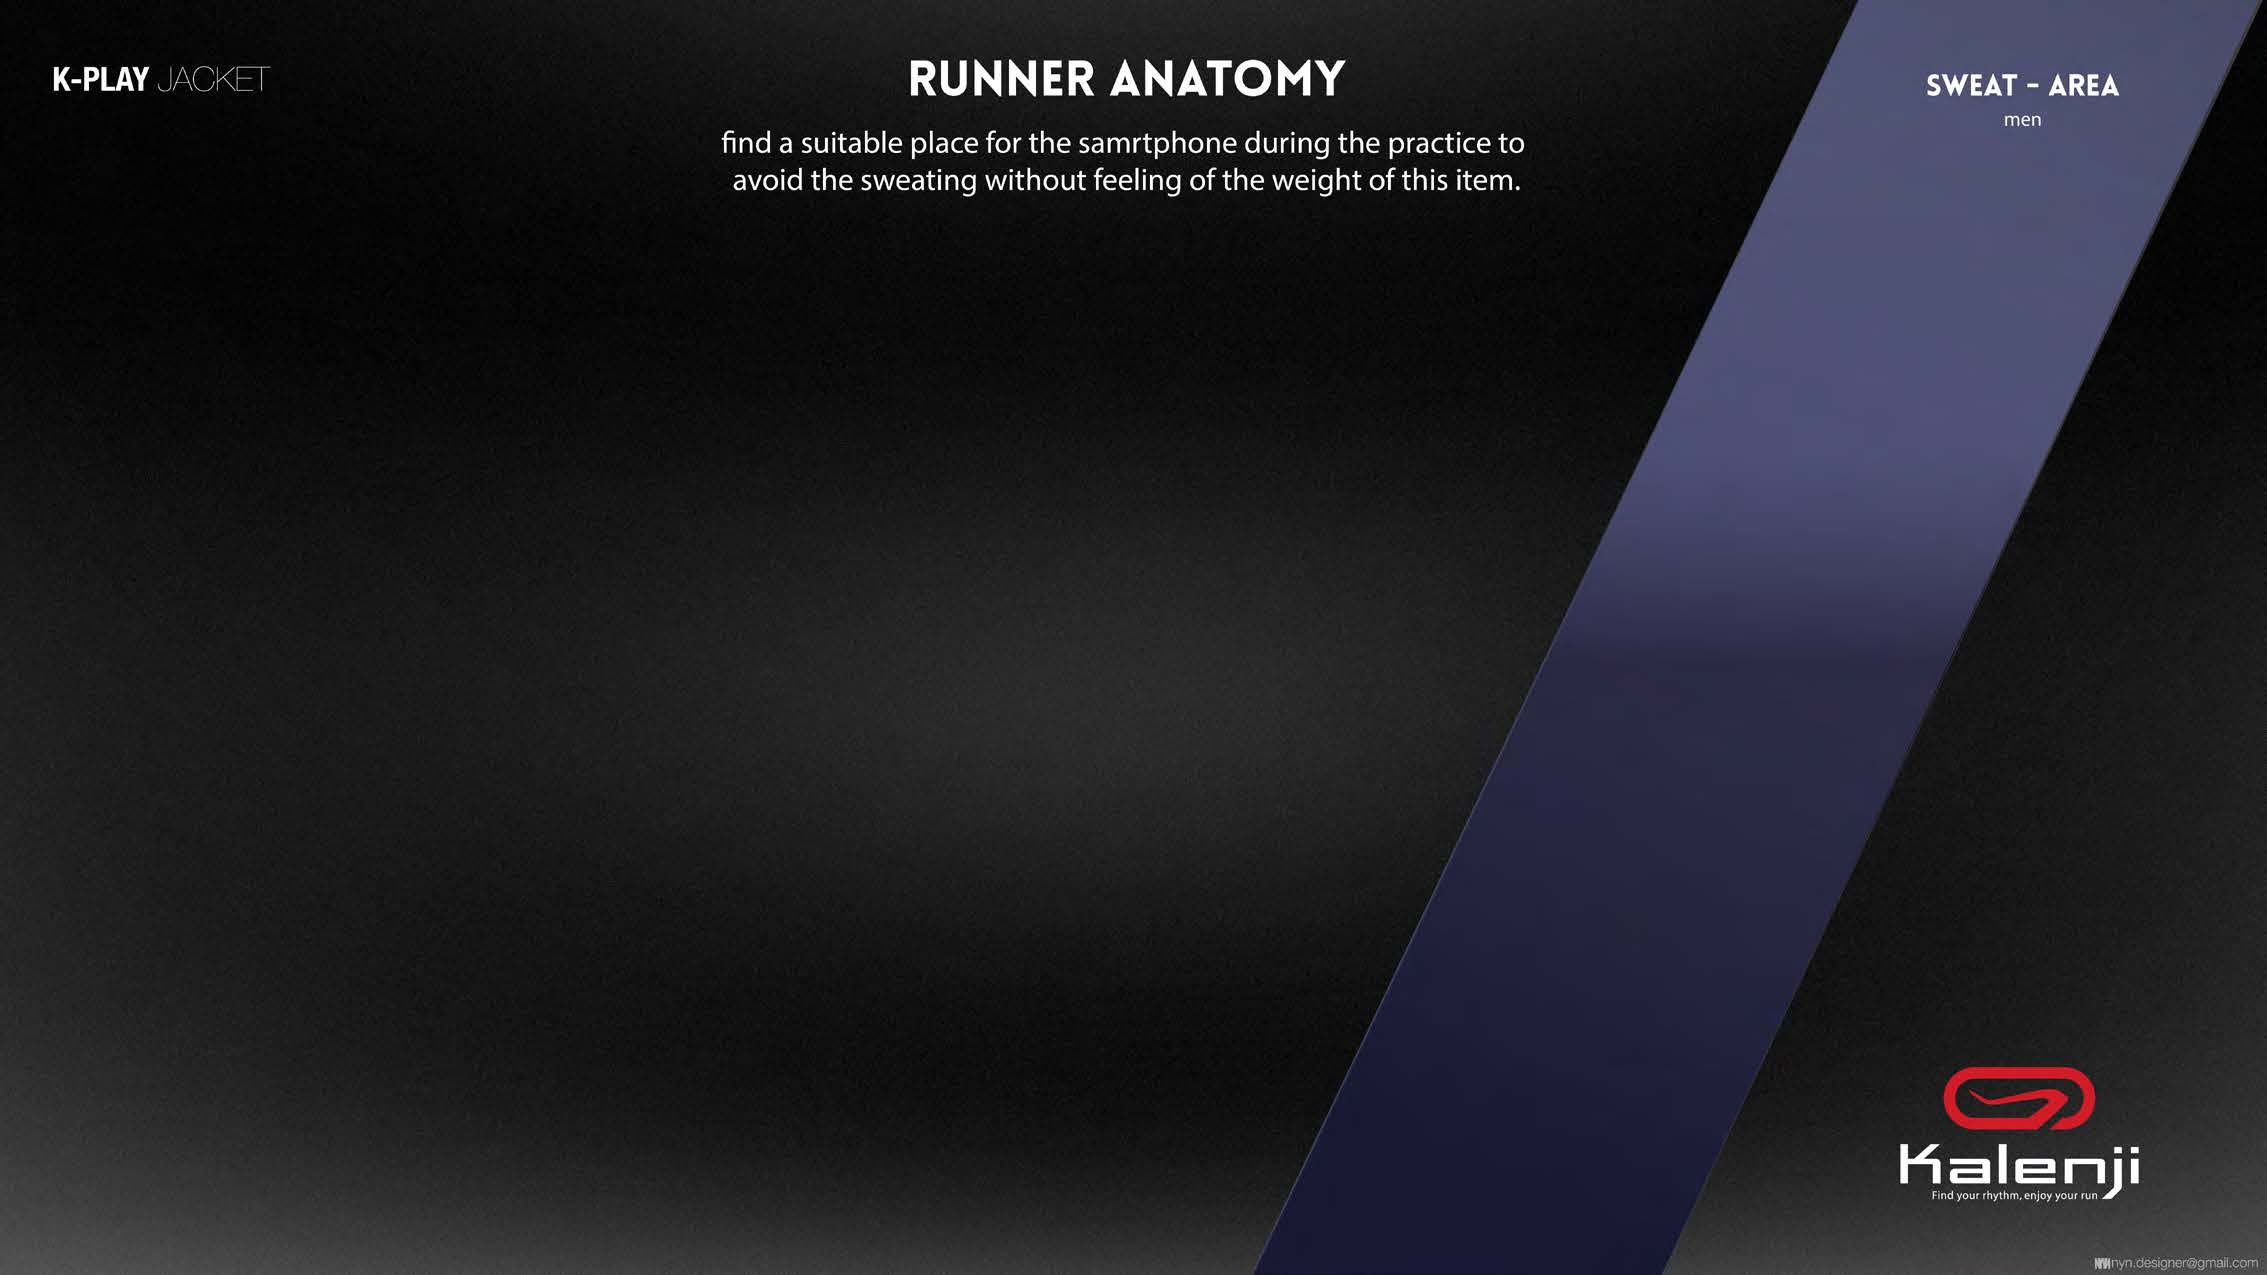 K-PLAY JACKET
RUNNER ANATOMY
find a suitable place for the samrtphone during the practice to
avoid the sweating without feeling of the weight of this item.
SWEAT - AREA
men
Kalenji
Find your rhythm, enjoy your run
nyn.designer@gmail.com